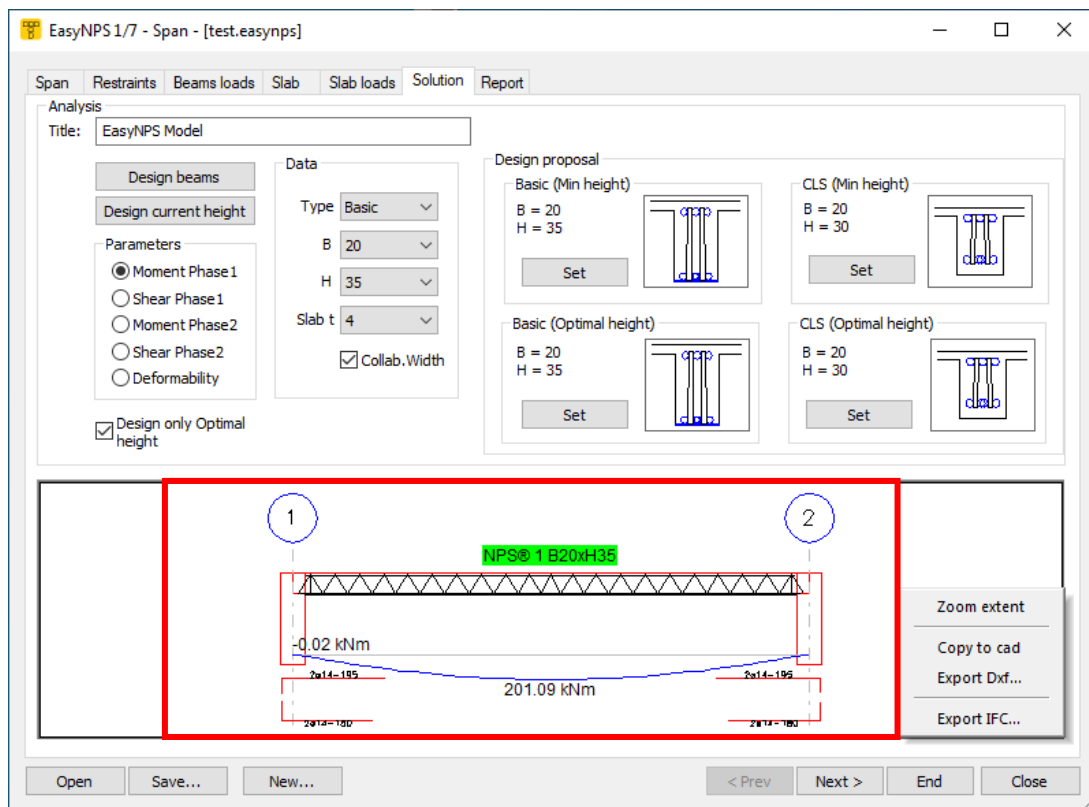 EasyNPS 1/7 - Span - [test.easynps]
Span Restraints Beams loads Slab Slab loads Solution Report
Analysis
Title: EasyNPS Model
Design beams
Design current height
Parameters
Moment Phase1
Shear Phase1
Moment Phase2
Shear Phase2
Deformability
Design only Optimal
height
Data
Type Basic
B 20
H 35
Slab t 4
Collab.Width
Design proposal
Basic (Min height)
B = 20
H = 35
Set
CLS (Min height)
B = 20
H = 30
Set
Basic (Optimal height)
B = 20
H = 35
Set
CLS (Optimal height)
B = 20
H = 30
Set
1 2
NPS® 1 B20xH35
-0.02 kNm
2ø14-195 2ø14-195
201.09 kNm
Zoom extent
Copy to cad
Export Dxf...
Export IFC...
Open Save... New... < Prev Next > End Close